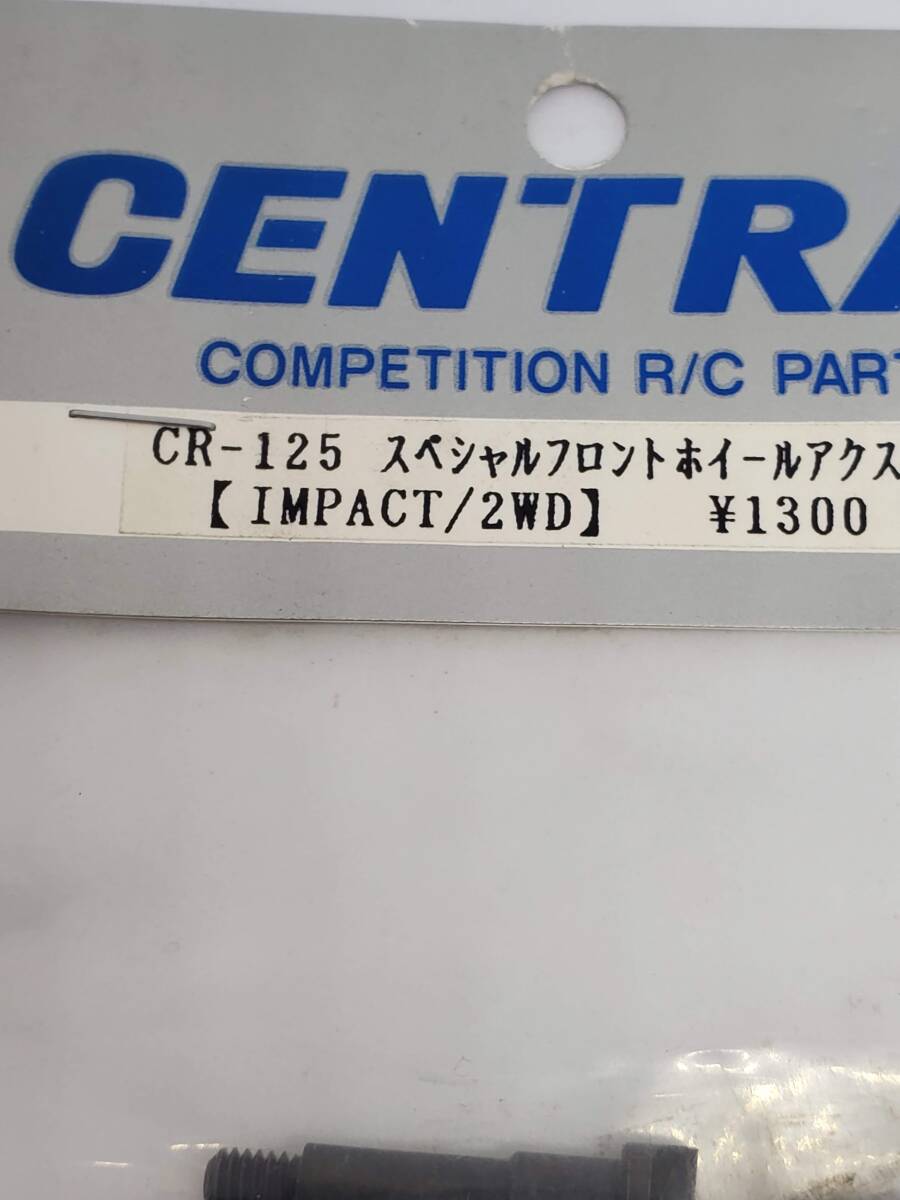 CENTRA
COMPETITION R/C PART
CR-125 スペシャルフロントホイールアクス
【IMPACT/2WD】 ¥1300